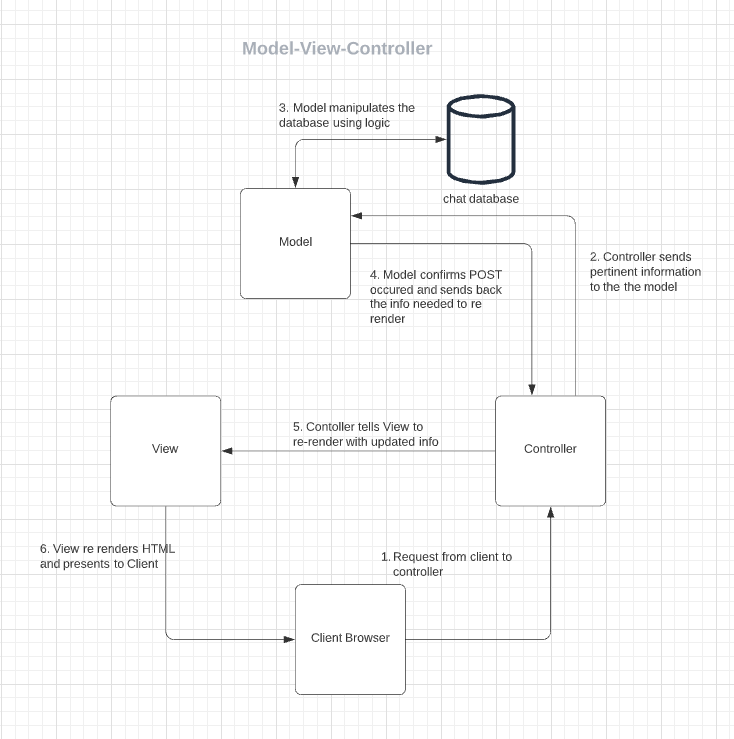 Model-View-Controller
3. Model manipulates the
database using logic
chat database
Model
2. Controller sends
pertinent information
to the the model
4. Model confirms POST
occured and sends back
the info needed to re
render
View
5. Contoller tells View to
re-render with updated info
Controller
6. View re renders HTML
and presents to Client
1. Request from client to
controller
Client Browser